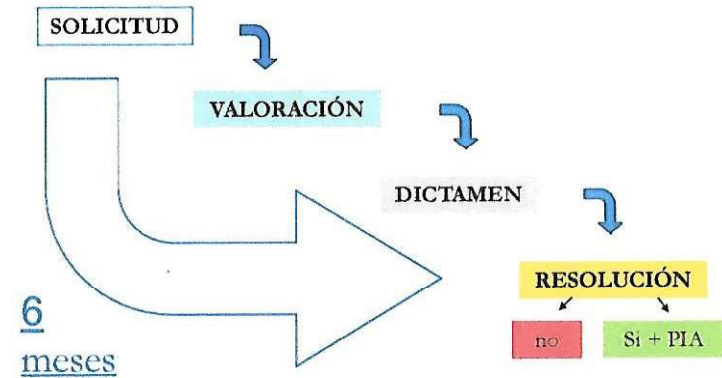 SOLICITUD
VALORACIÓN
DICTAMEN
RESOLUCIÓN
no
Si + PIA
6
meses